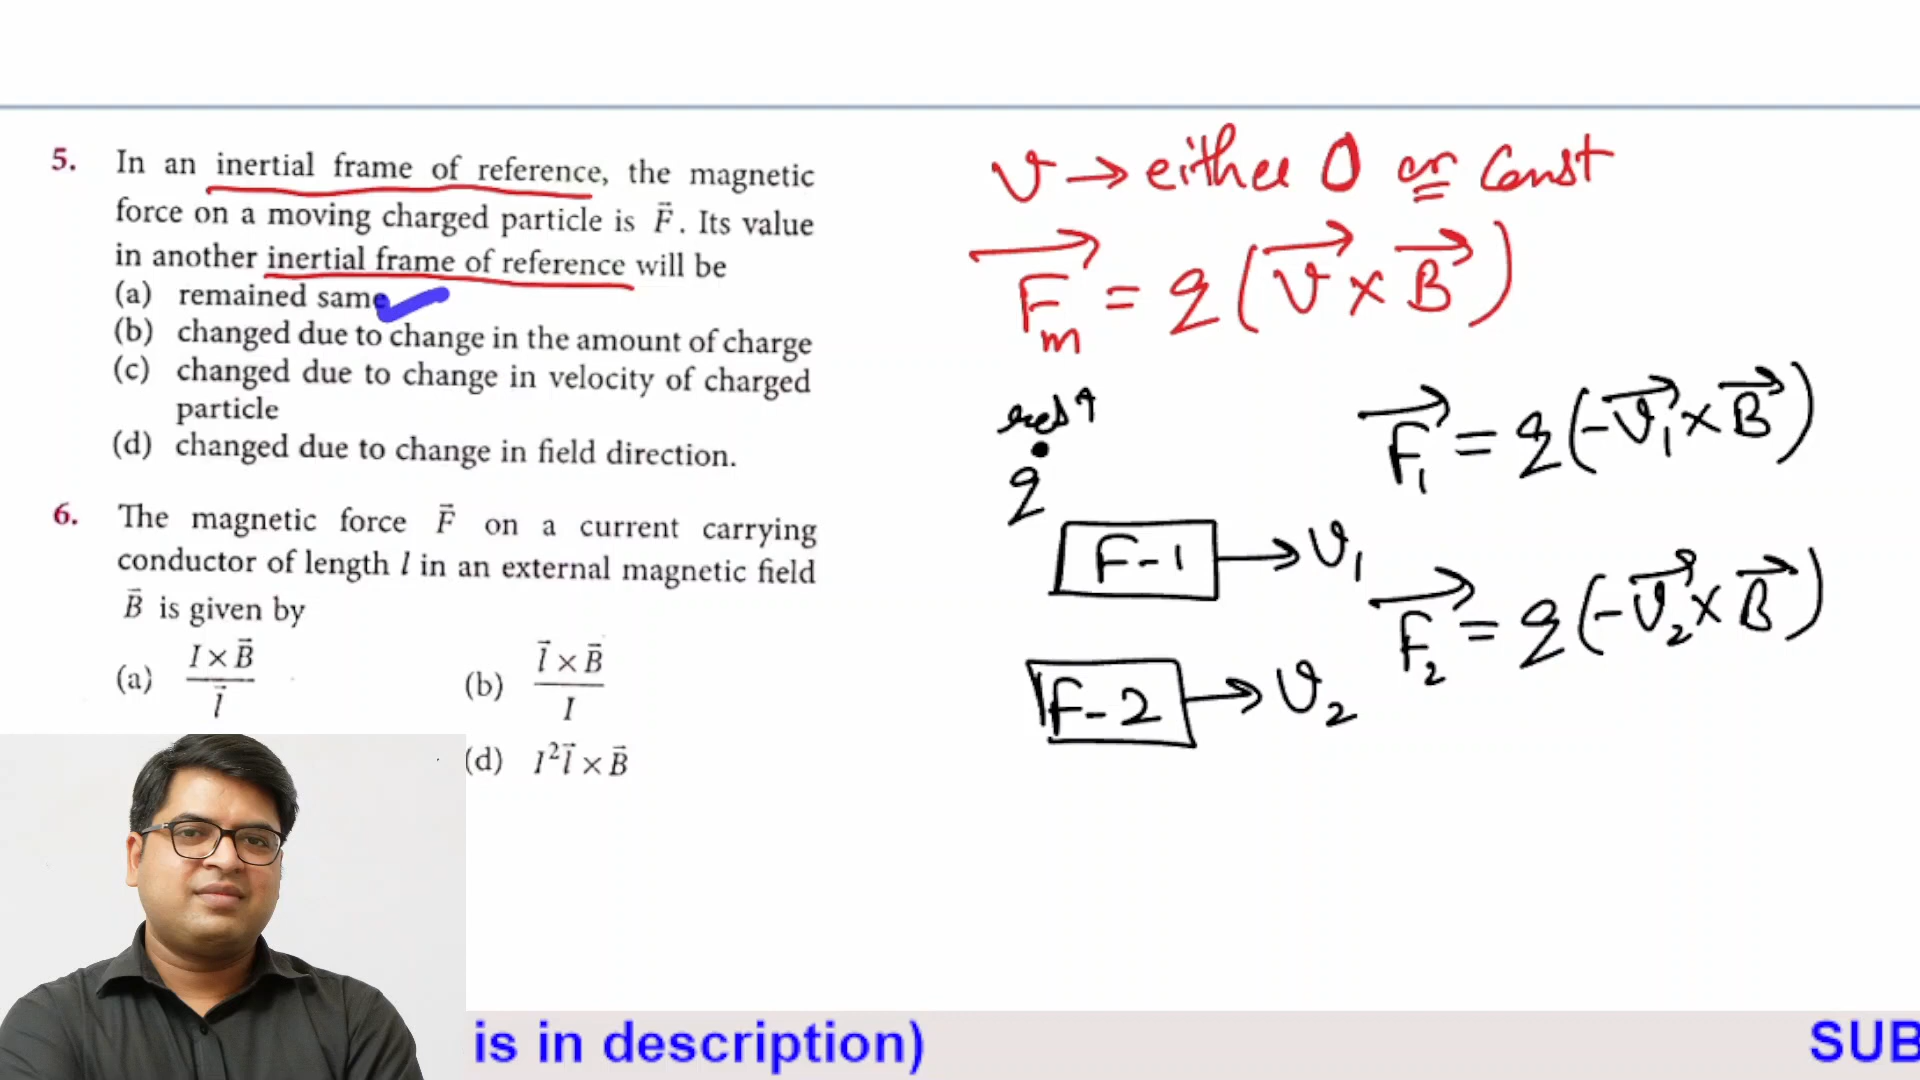 5. In an inertial frame of reference, the magnetic
force on a moving charged particle is F⃗. Its value
in another inertial frame of reference will be
(a) remained same
(b) changed due to change in the amount of charge
(c) changed due to change in velocity of charged
particle
(d) changed due to change in field direction.
6. The magnetic force F⃗ on a current carrying
conductor of length l in an external magnetic field
B⃗ is given by
(a) I × B⃗ / l⃗ (b) l⃗ × B⃗ / I
(d) I² l⃗ × B⃗
v → either 0 or Const
F⃗m = q (v⃗ × B⃗)
rest
q
F⃗₁ = q (-v⃗₁ × B⃗)
F-1 → v₁
F⃗₂ = q (-v⃗₂ × B⃗)
F-2 → v₂
is in description) SUB